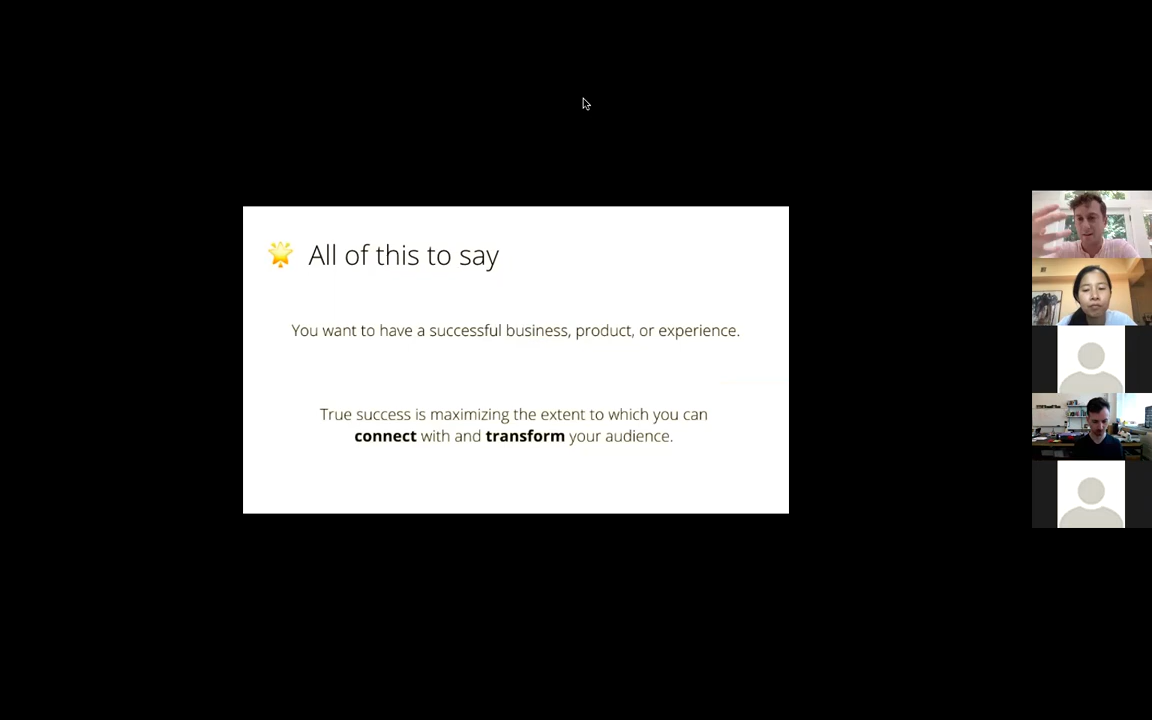 All of this to say
You want to have a successful business, product, or experience.
True success is maximizing the extent to which you can
connect with and transform your audience.